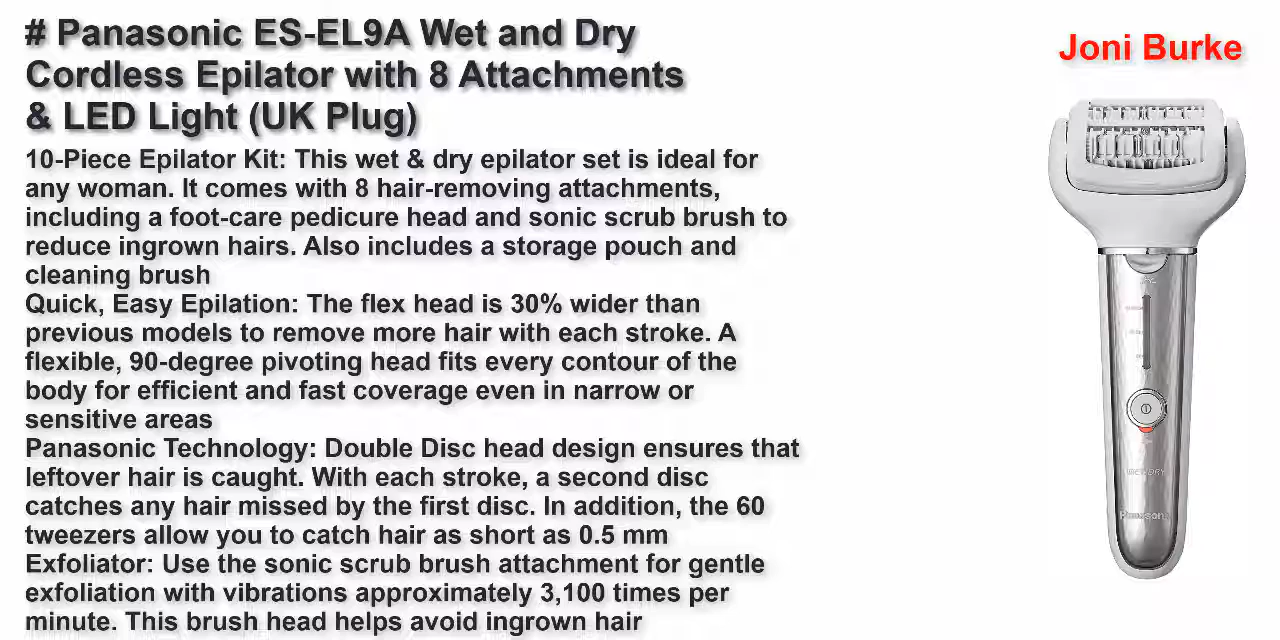 # Panasonic ES-EL9A Wet and Dry
Cordless Epilator with 8 Attachments
& LED Light (UK Plug)
Joni Burke
10-Piece Epilator Kit: This wet & dry epilator set is ideal for
any woman. It comes with 8 hair-removing attachments,
including a foot-care pedicure head and sonic scrub brush to
reduce ingrown hairs. Also includes a storage pouch and
cleaning brush
Quick, Easy Epilation: The flex head is 30% wider than
previous models to remove more hair with each stroke. A
flexible, 90-degree pivoting head fits every contour of the
body for efficient and fast coverage even in narrow or
sensitive areas
Panasonic Technology: Double Disc head design ensures that
leftover hair is caught. With each stroke, a second disc
catches any hair missed by the first disc. In addition, the 60
tweezers allow you to catch hair as short as 0.5 mm
Exfoliator: Use the sonic scrub brush attachment for gentle
exfoliation with vibrations approximately 3,100 times per
minute. This brush head helps avoid ingrown hair
WET/DRY
Panasonic